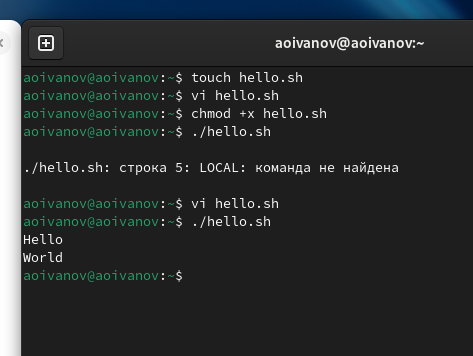 aoivanov@aoivanov:~
aoivanov@aoivanov:~$ touch hello.sh
aoivanov@aoivanov:~$ vi hello.sh
aoivanov@aoivanov:~$ chmod +x hello.sh
aoivanov@aoivanov:~$ ./hello.sh
./hello.sh: строка 5: LOCAL: команда не найдена
aoivanov@aoivanov:~$ vi hello.sh
aoivanov@aoivanov:~$ ./hello.sh
Hello
World
aoivanov@aoivanov:~$